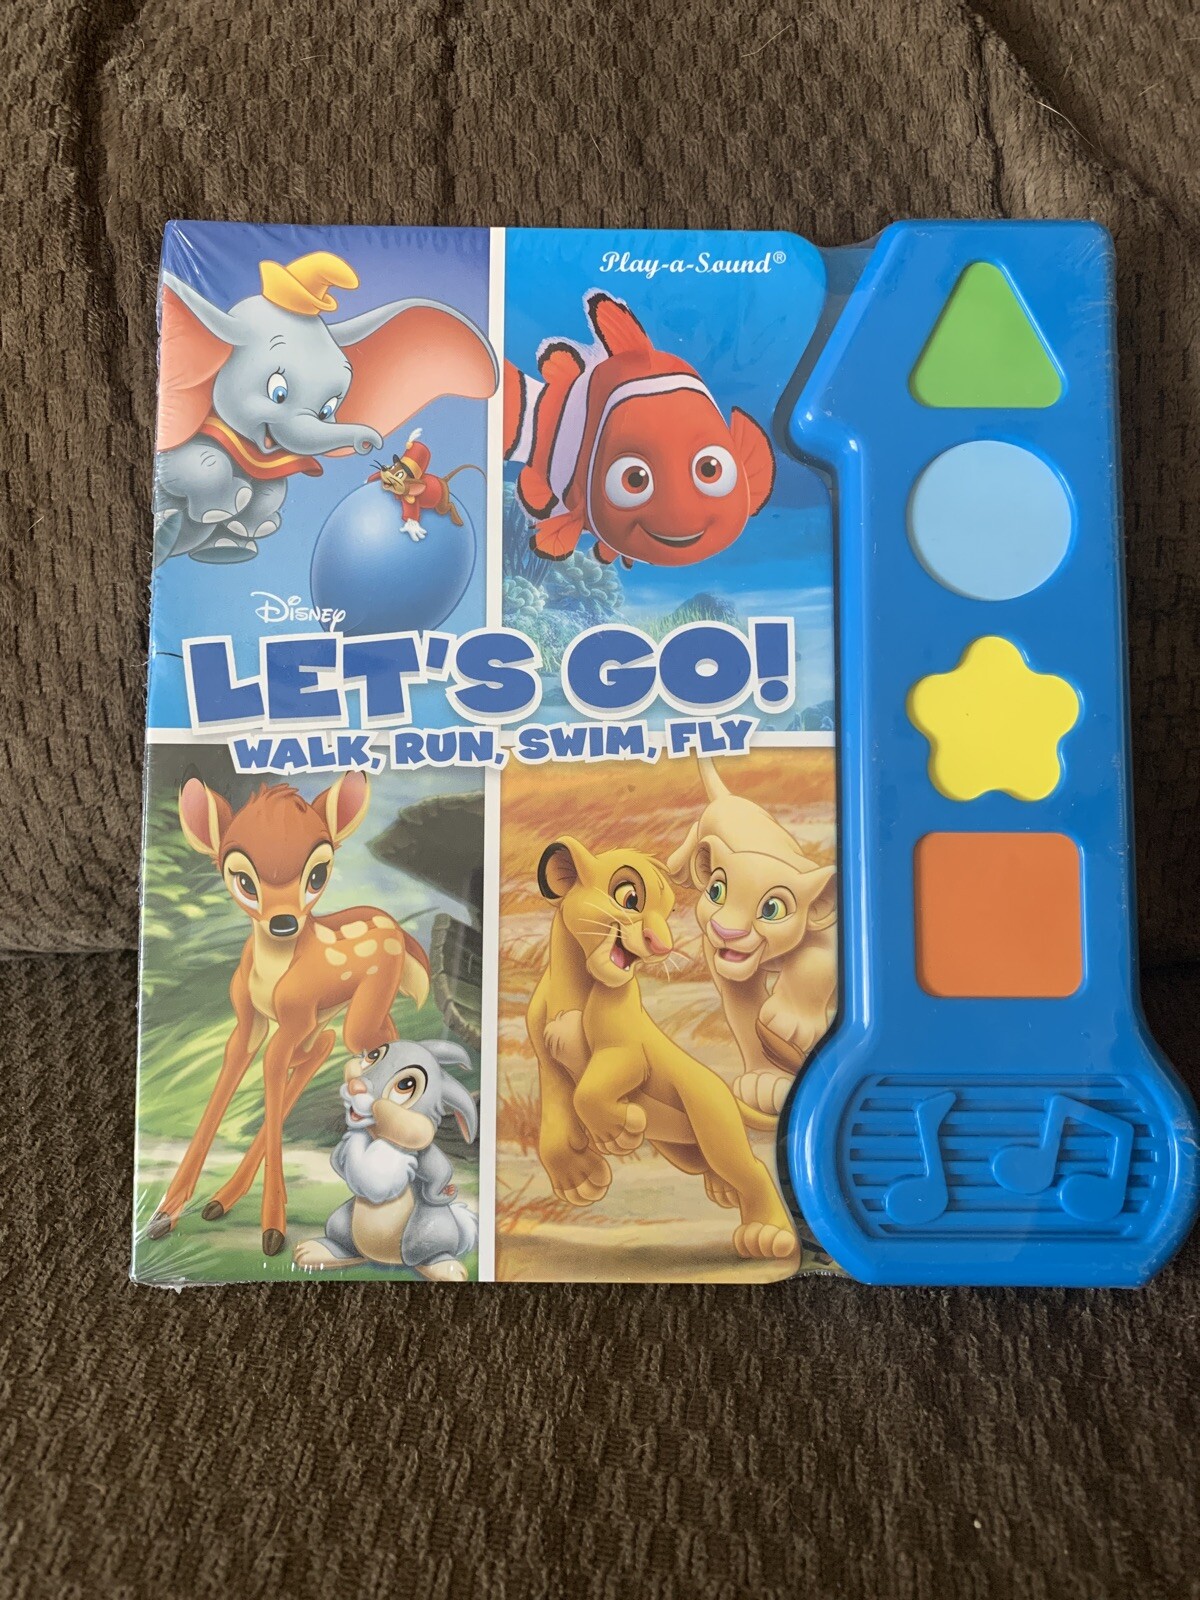 Play-a-Sound®
Disney
LET'S GO!
WALK, RUN, SWIM, FLY